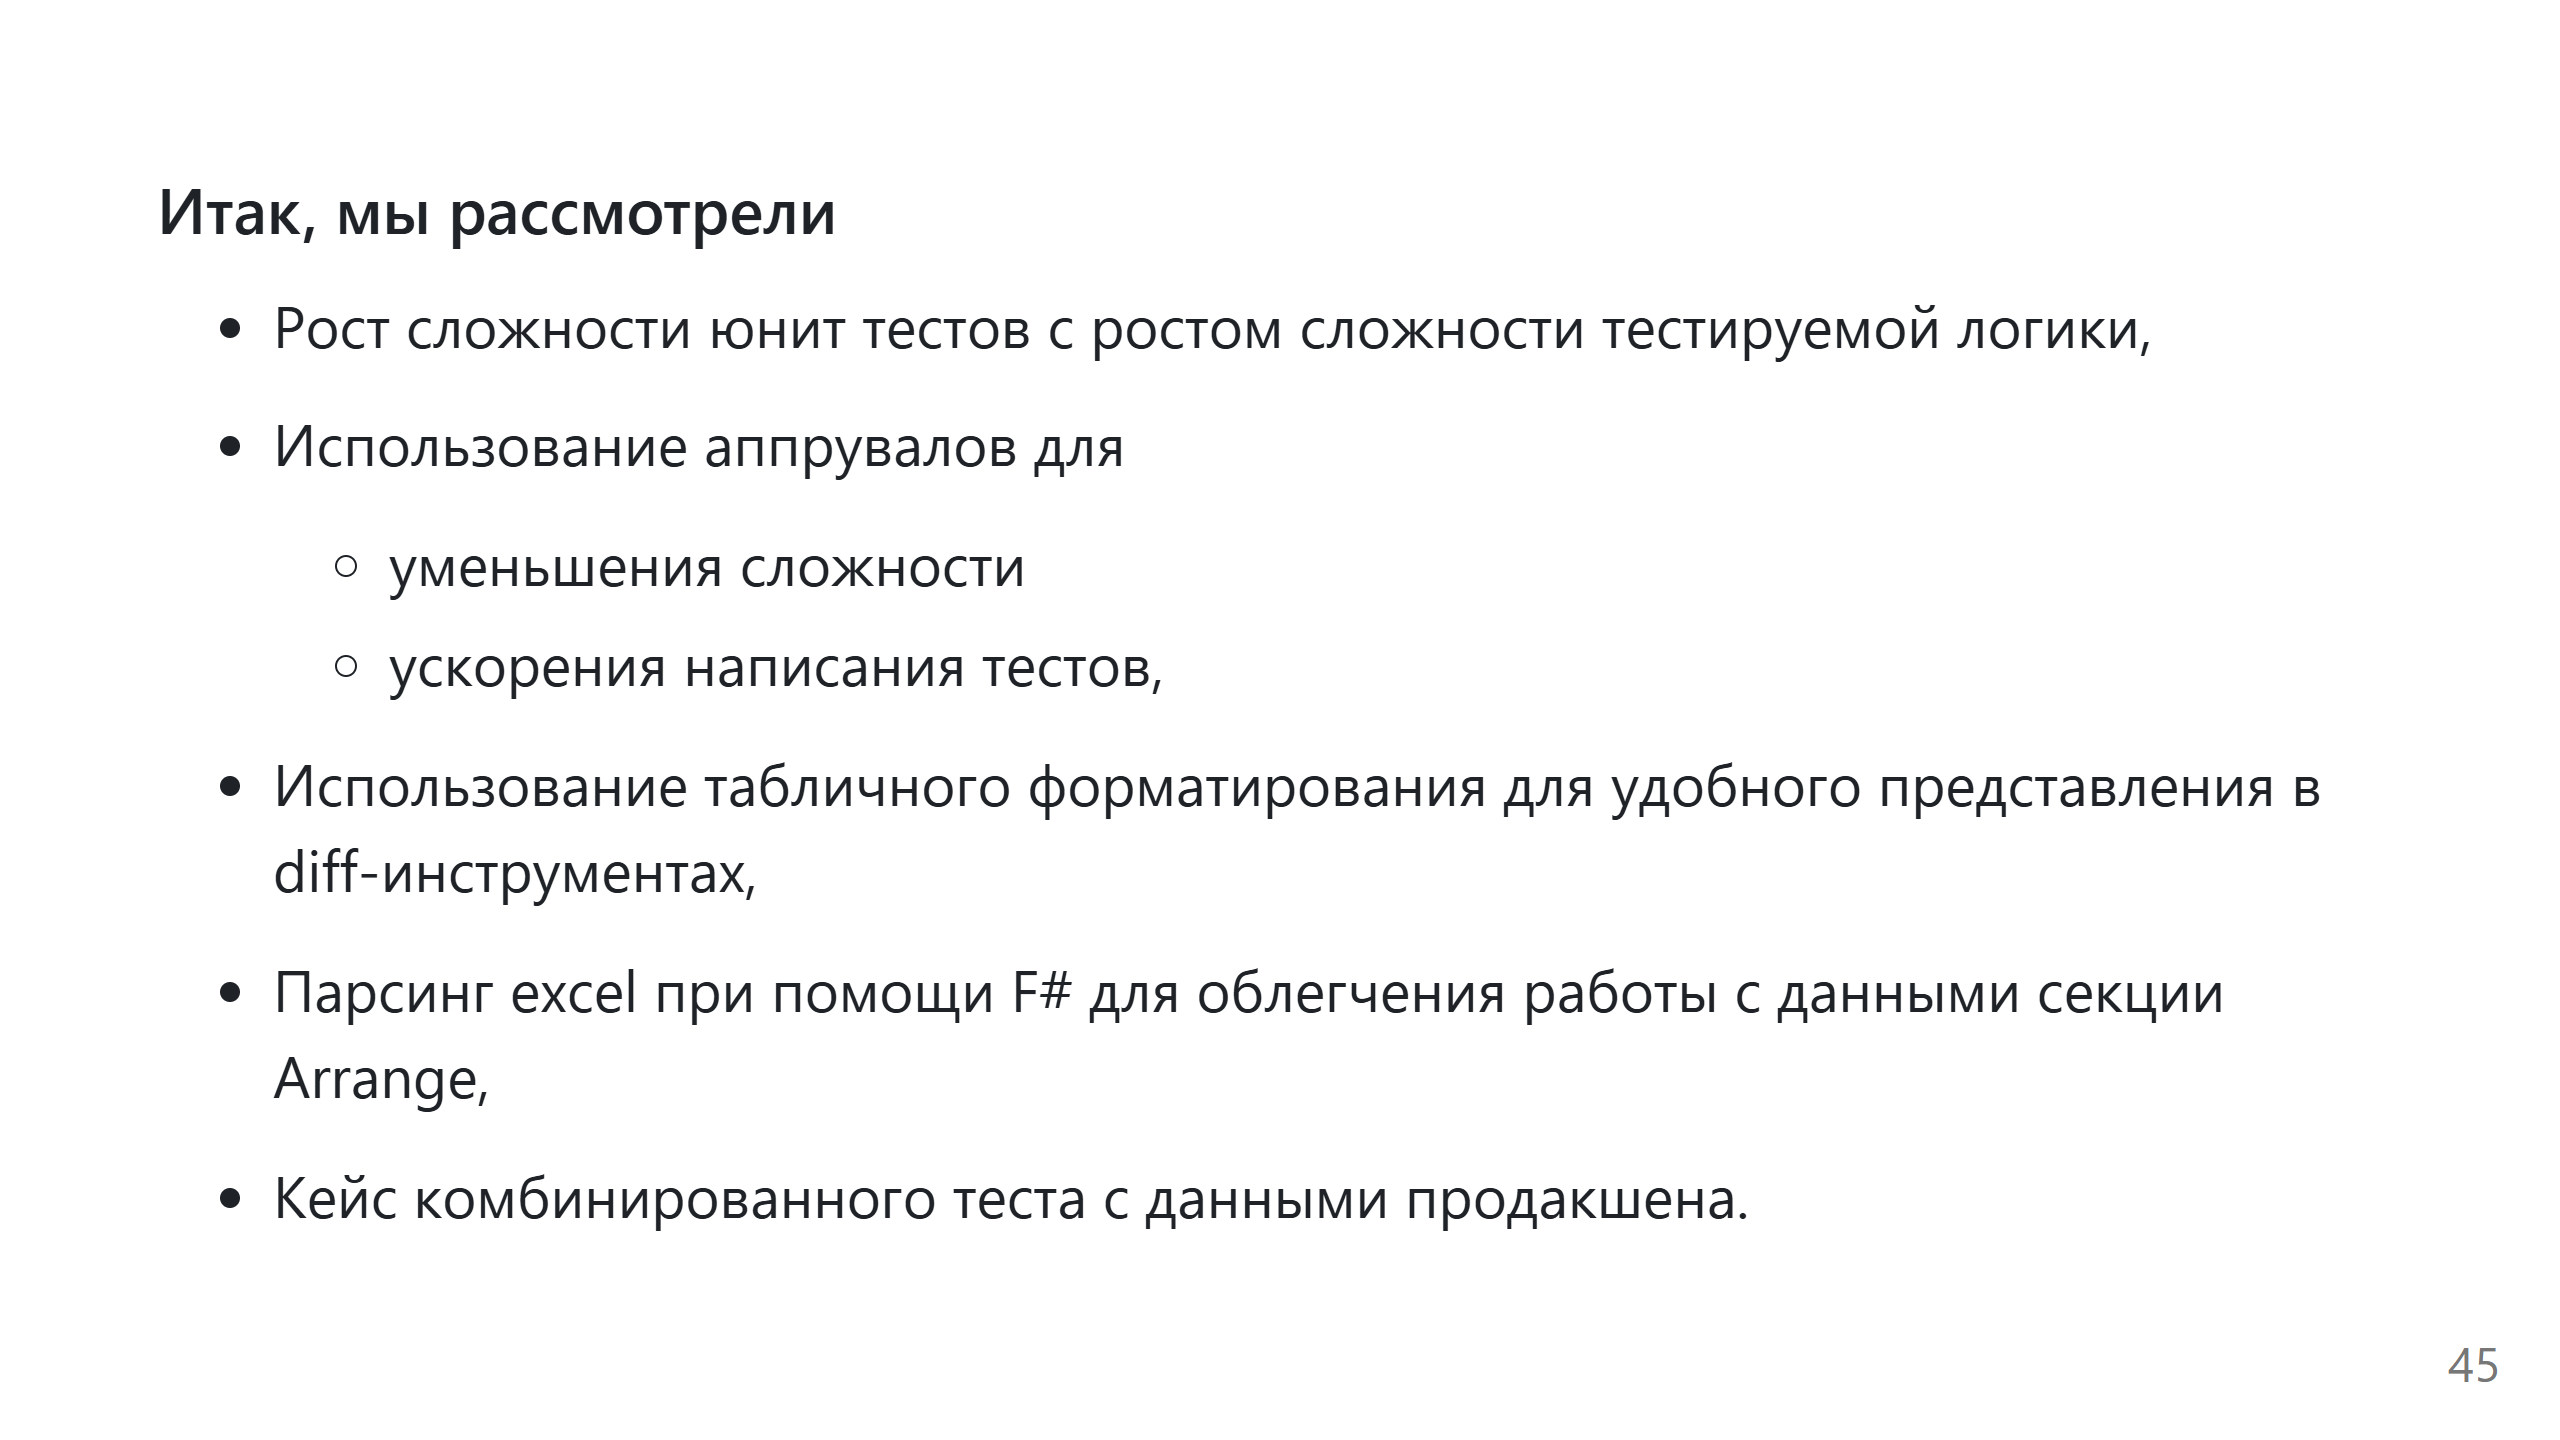 Итак, мы рассмотрели
Рост сложности юнит тестов с ростом сложности тестируемой логики,
Использование аппрувалов для
уменьшения сложности
ускорения написания тестов,
Использование табличного форматирования для удобного представления в
diff-инструментах,
Парсинг excel при помощи F# для облегчения работы с данными секции
Arrange,
Кейс комбинированного теста с данными продакшена.
45